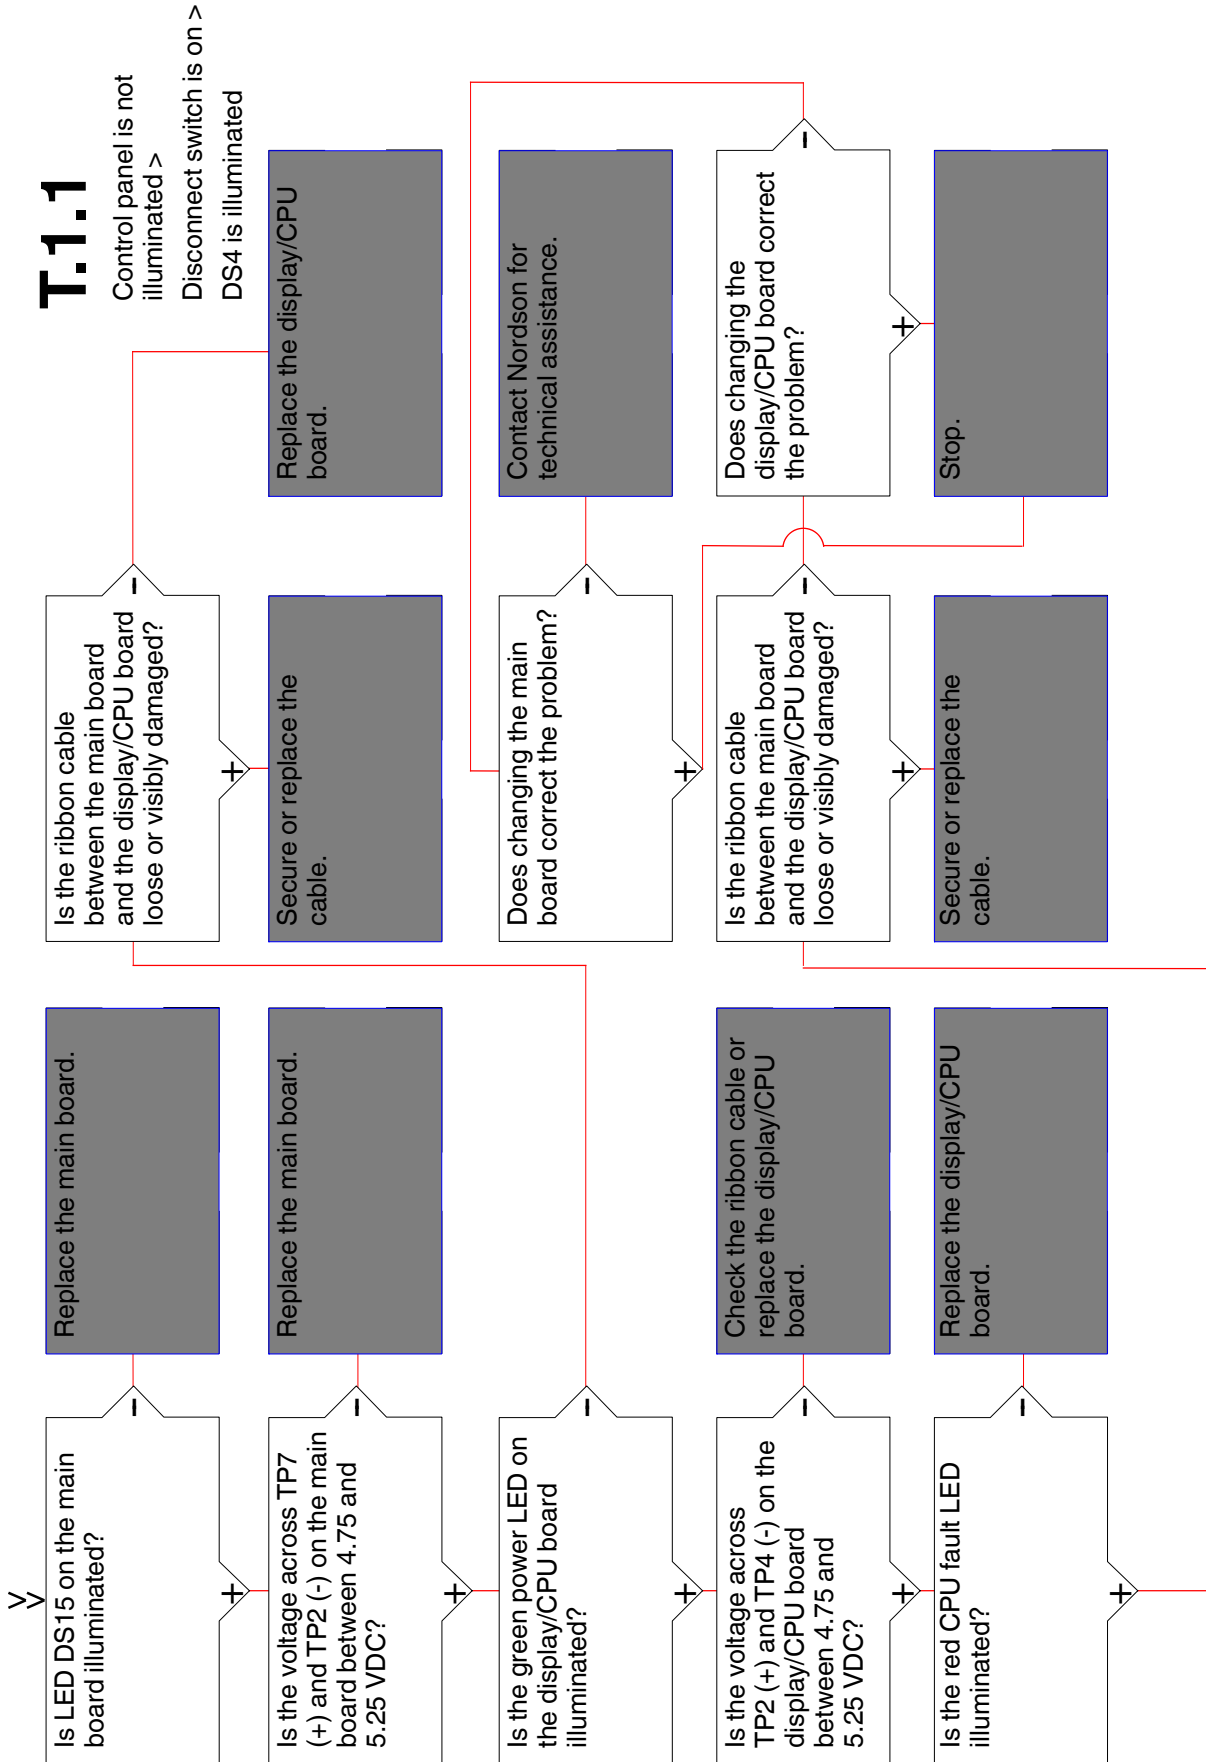 T.1.1
Control panel is not
illuminated >
Disconnect switch is on >
DS4 is illuminated
>>
Is LED DS15 on the main
board illuminated?
-
+
Replace the main board.
Is the voltage across TP7
(+) and TP2 (-) on the main
board between 4.75 and
5.25 VDC?
-
+
Replace the main board.
Is the green power LED on
the display/CPU board
illuminated?
-
+
Is the voltage across
TP2 (+) and TP4 (-) on the
display/CPU board
between 4.75 and
5.25 VDC?
-
+
Check the ribbon cable or
replace the display/CPU
board.
Is the red CPU fault LED
illuminated?
-
+
Replace the display/CPU
board.
Is the ribbon cable
between the main board
and the display/CPU board
loose or visibly damaged?
-
+
Secure or replace the
cable.
Replace the display/CPU
board.
Does changing the main
board correct the problem?
-
+
Contact Nordson for
technical assistance.
Is the ribbon cable
between the main board
and the display/CPU board
loose or visibly damaged?
-
+
Secure or replace the
cable.
Does changing the
display/CPU board correct
the problem?
-
+
Stop.